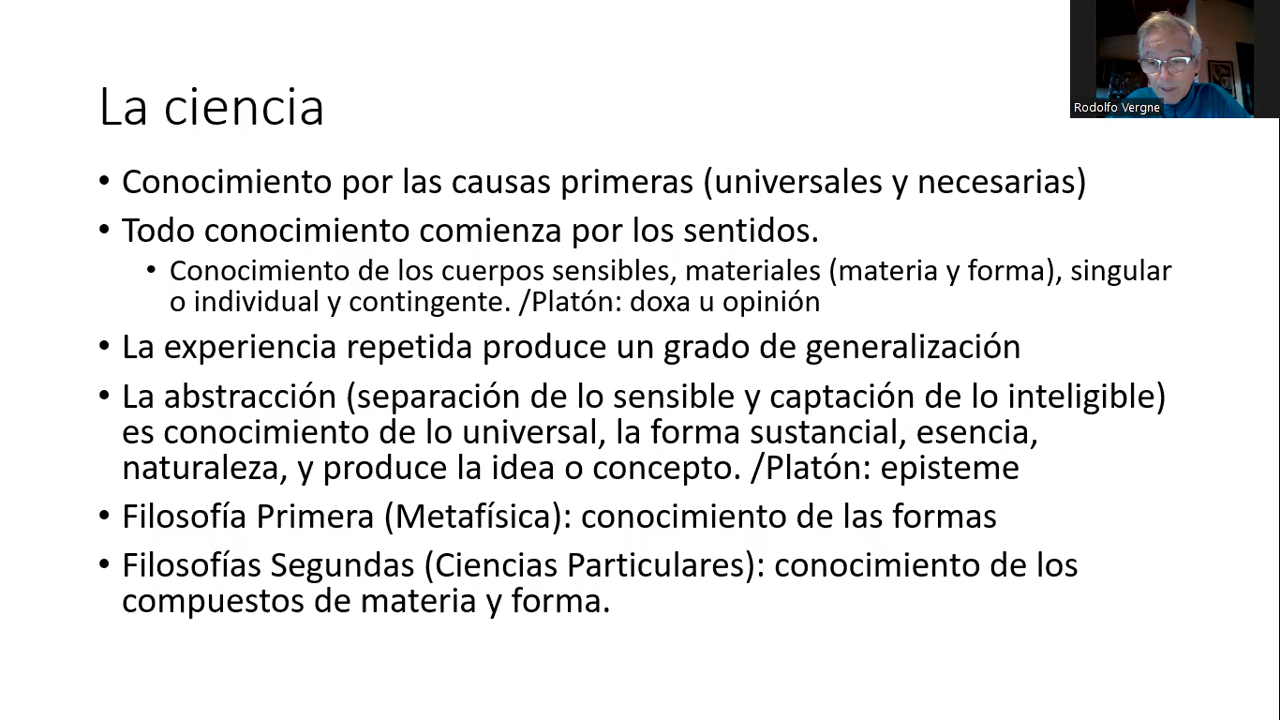 La ciencia
Rodolfo Vergne
• Conocimiento por las causas primeras (universales y necesarias)
• Todo conocimiento comienza por los sentidos.
• Conocimiento de los cuerpos sensibles, materiales (materia y forma), singular
o individual y contingente. /Platón: doxa u opinión
• La experiencia repetida produce un grado de generalización
• La abstracción (separación de lo sensible y captación de lo inteligible)
es conocimiento de lo universal, la forma sustancial, esencia,
naturaleza, y produce la idea o concepto. /Platón: episteme
• Filosofía Primera (Metafísica): conocimiento de las formas
• Filosofías Segundas (Ciencias Particulares): conocimiento de los
compuestos de materia y forma.